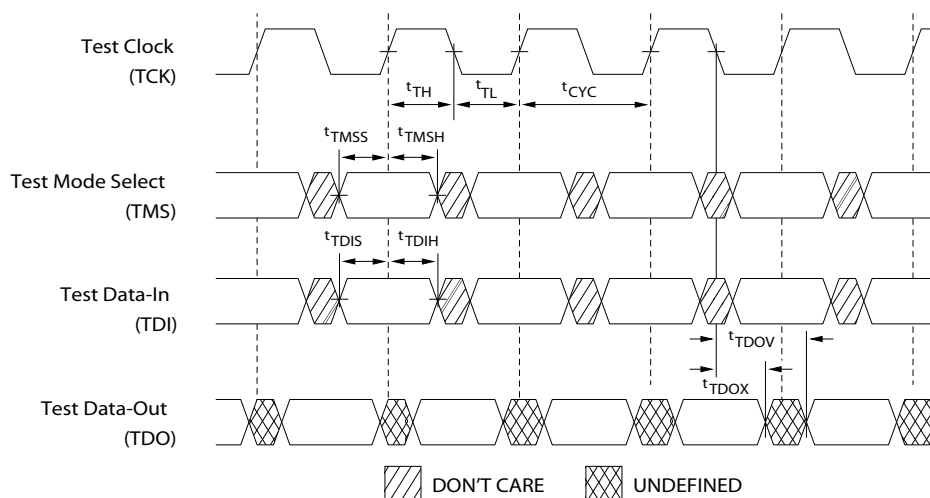 Test Clock
(TCK)
tTH
tTL
tCYC
tTMSS
tTMSH
Test Mode Select
(TMS)
tTDIS
tTDIH
Test Data-In
(TDI)
tTDOV
tTDOX
Test Data-Out
(TDO)
DON'T CARE
UNDEFINED